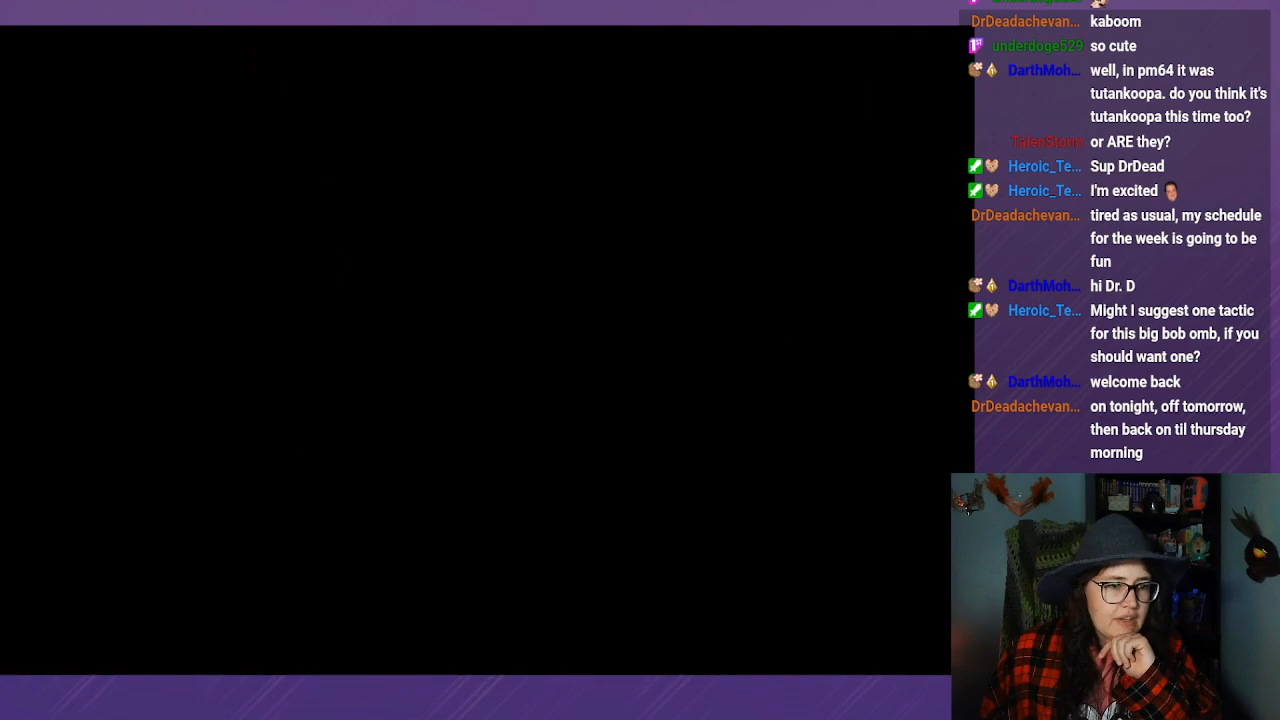 DrDeadachevan... kaboom
underdoge529 so cute
DarthMoh... well, in pm64 it was
tutankoopa. do you think it's
tutankoopa this time too?
TalenStorm or ARE they?
Heroic_Te... Sup DrDead
Heroic_Te... I'm excited
DrDeadachevan... tired as usual, my schedule
for the week is going to be
fun
DarthMoh... hi Dr. D
Heroic_Te... Might I suggest one tactic
for this big bob omb, if you
should want one?
DarthMoh... welcome back
DrDeadachevan... on tonight, off tomorrow,
then back on til thursday
morning